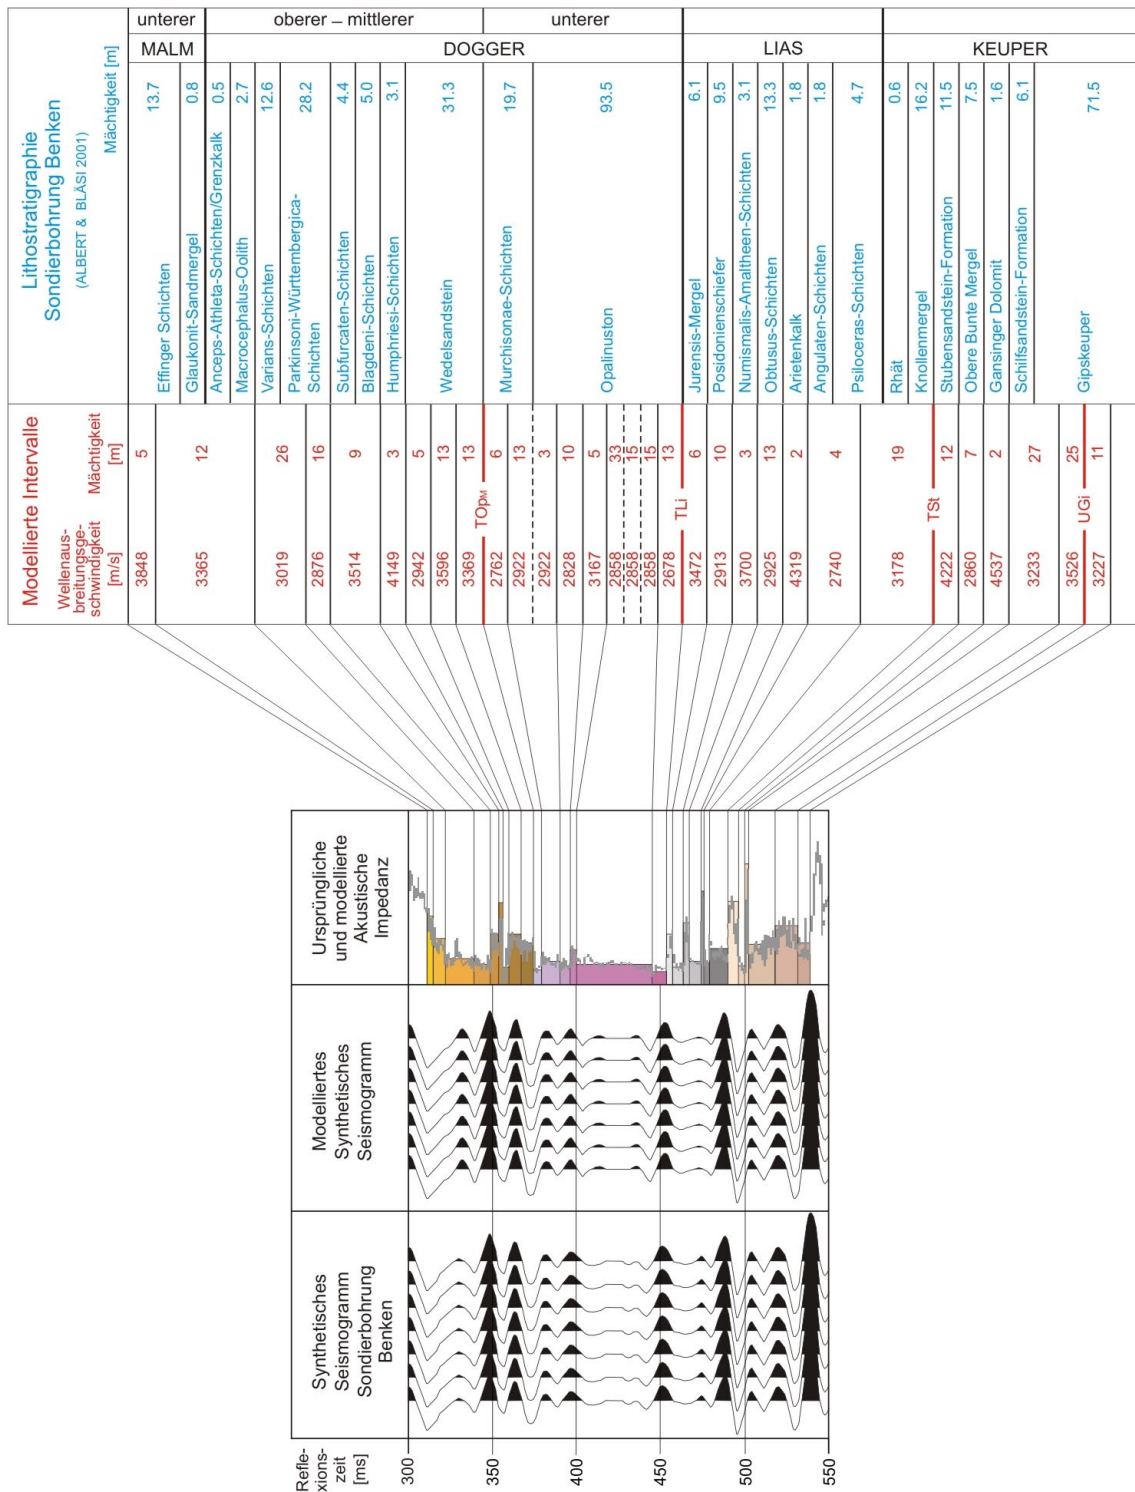 Lithostratigraphie
Sondierbohrung Benken
(ALBERT & BLÄSI 2001)
Mächtigkeit [m]
unterer
oberer – mittlerer
unterer
MALM
DOGGER
LIAS
KEUPER
13.7
0.8
0.5
2.7
12.6
28.2
4.4
5.0
3.1
31.3
19.7
93.5
6.1
9.5
3.1
13.3
1.8
1.8
4.7
0.6
16.2
11.5
7.5
1.6
6.1
71.5
Effinger Schichten
Glaukonit-Sandmergel
Anceps-Athleta-Schichten/Grenzkalk
Macrocephalus-Oolith
Varians-Schichten
Parkinsoni-Württembergica-
Schichten
Subfurcaten-Schichten
Blagdeni-Schichten
Humphriesi-Schichten
Wedelsandstein
Murchisonae-Schichten
Opalinuston
Jurensis-Mergel
Posidonienschiefer
Numismalis-Amaltheen-Schichten
Obtusus-Schichten
Arietenkalk
Angulaten-Schichten
Psiloceras-Schichten
Rhät
Knollenmergel
Stubensandstein-Formation
Obere Bunte Mergel
Gansinger Dolomit
Schilfsandstein-Formation
Gipskeuper
Modellierte Intervalle
Mächtigkeit
[m]
5
12
26
16
9
3
5
13
13
6
13
3
10
5
33
15
15
13
6
10
3
13
2
4
19
12
7
2
27
25
11
TOpM
TLi
TSt
UGi
Wellenaus-
breitungsge-
schwindigkeit
[m/s]
3848
3365
3019
2876
3514
4149
2942
3596
3369
2762
2922
2922
2828
3167
2858
2858
2858
2678
3472
2913
3700
2925
4319
2740
3178
4222
2860
4537
3233
3526
3227
Ursprüngliche
und modellierte
Akustische
Impedanz
Modelliertes
Synthetisches
Seismogramm
Synthetisches
Seismogramm
Sondierbohrung
Benken
Refle-
xions-
zeit
[ms]
300
350
400
450
500
550